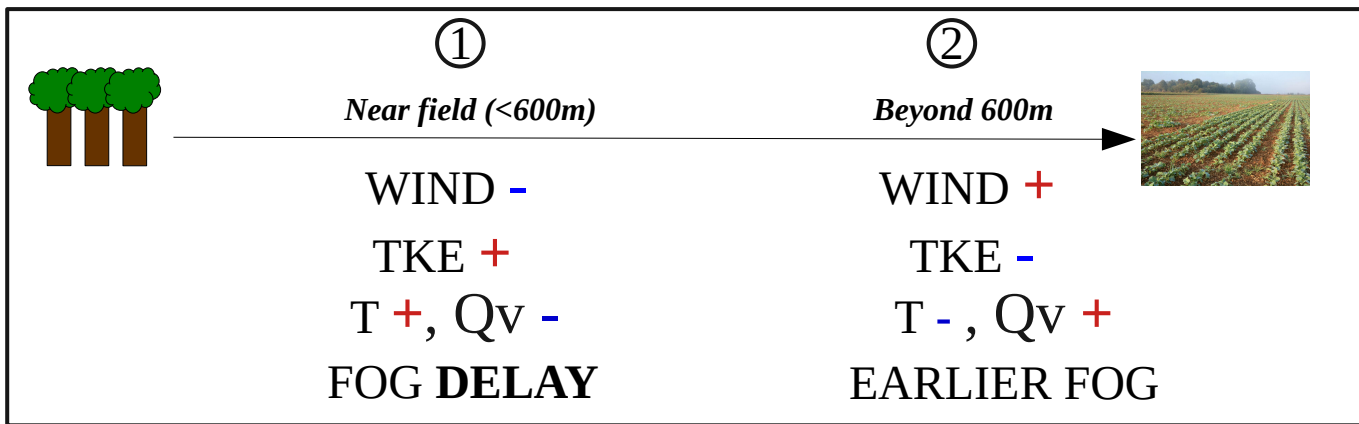 ①
Near field (<600m)
WIND -
TKE +
T +, Qv -
FOG DELAY
②
Beyond 600m
WIND +
TKE -
T - , Qv +
EARLIER FOG